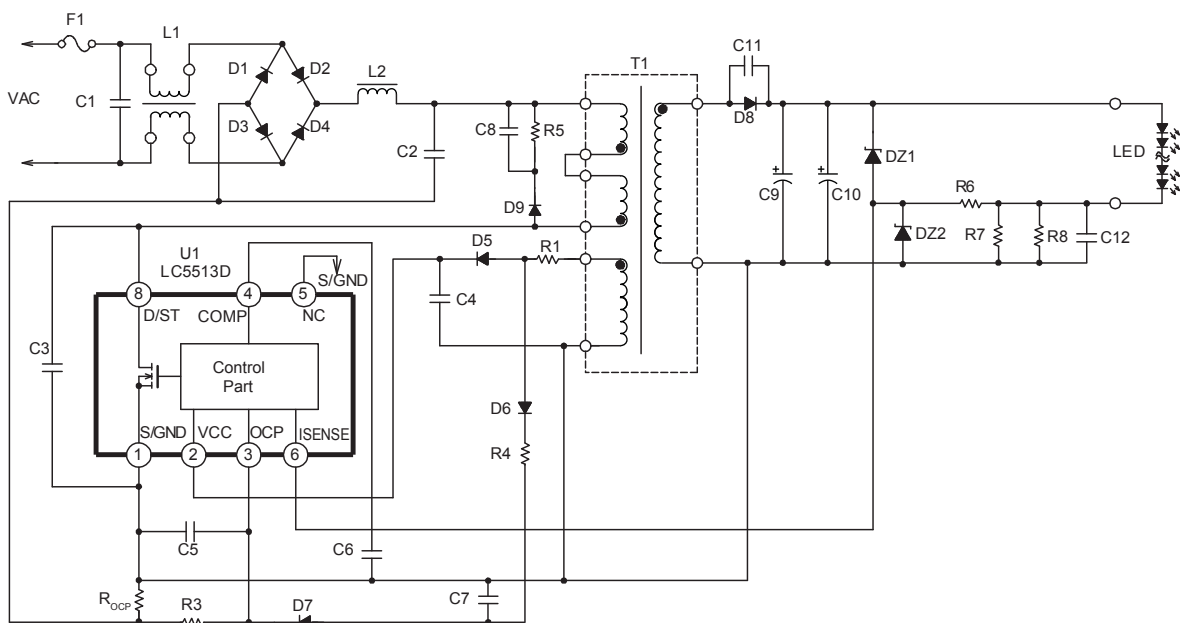 F1
L1
C11
T1
D1
D2
L2
VAC
C1
D8
C8
R5
D3
D4
C2
DZ1
LED
C9
C10
R6
D9
DZ2
R7
R8
C12
U1
LC5513D
D5
R1
S/GND
8
4
5
C4
D/ST
COMP
NC
C3
Control
Part
D6
S/GND
VCC
OCP
ISENSE
1
2
3
6
R4
C5
C6
ROCP
R3
D7
C7